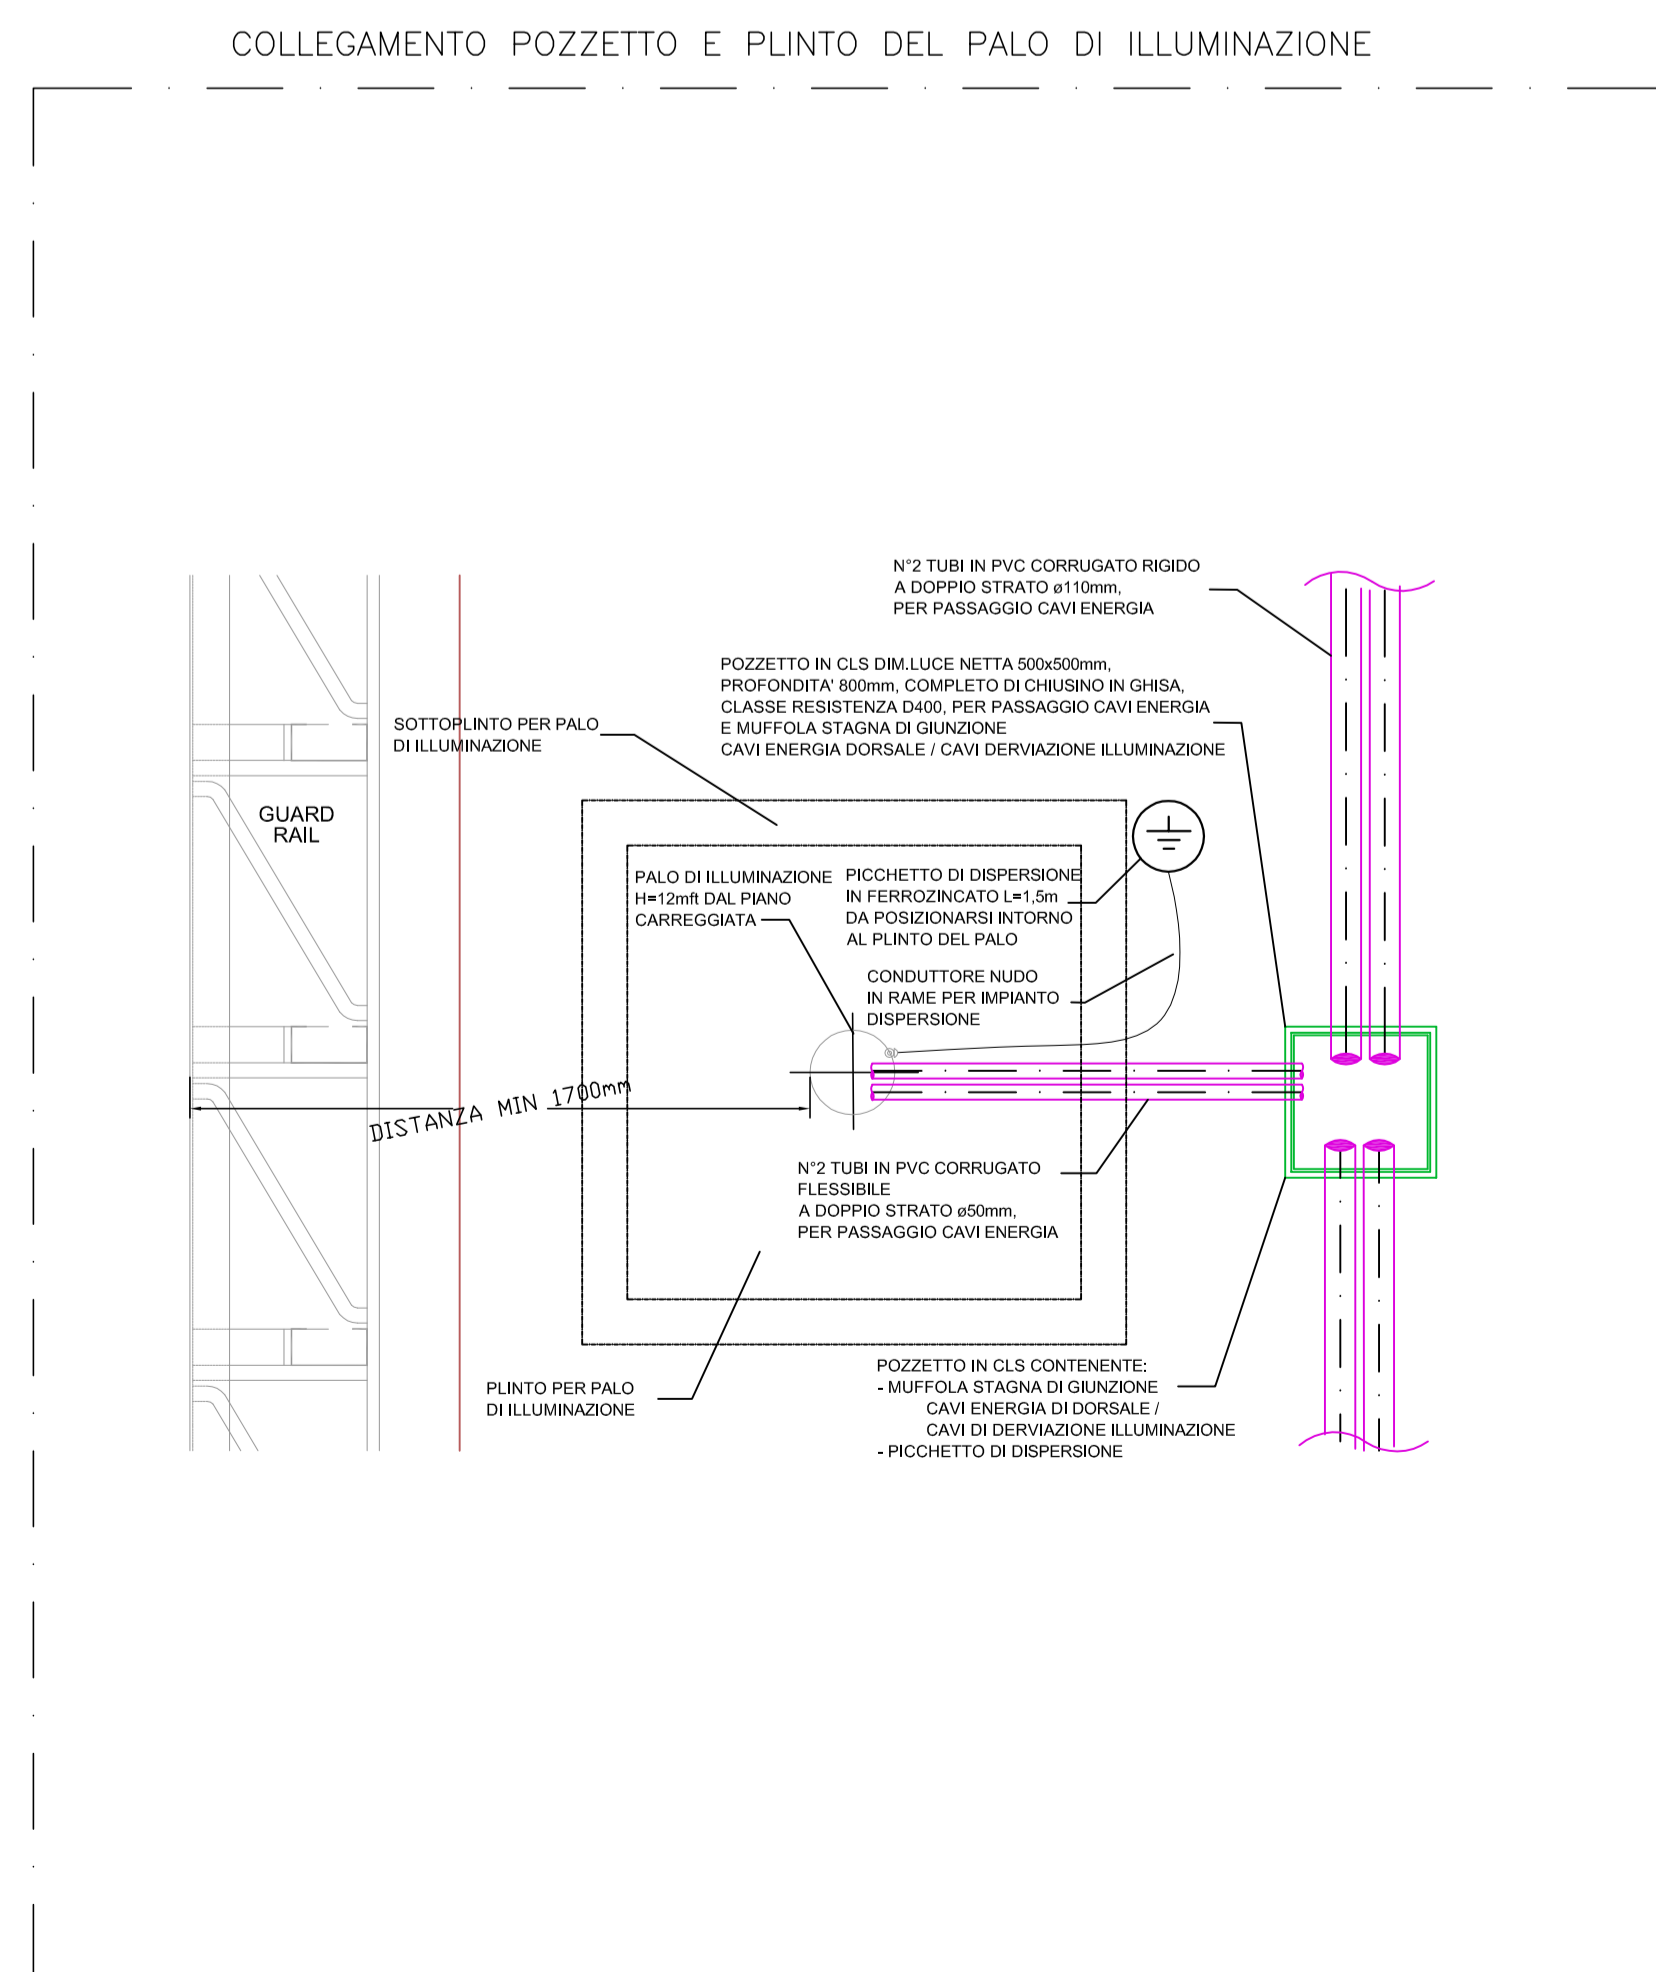 COLLEGAMENTO POZZETTO E PLINTO DEL PALO DI ILLUMINAZIONE
N°2 TUBI IN PVC CORRUGATO RIGIDO
A DOPPIO STRATO ø110mm,
PER PASSAGGIO CAVI ENERGIA
POZZETTO IN CLS DIM.LUCE NETTA 500x500mm,
PROFONDITA' 800mm, COMPLETO DI CHIUSINO IN GHISA,
CLASSE RESISTENZA D400, PER PASSAGGIO CAVI ENERGIA
E MUFFOLA STAGNA DI GIUNZIONE
CAVI ENERGIA DORSALE / CAVI DERVIAZIONE ILLUMINAZIONE
SOTTOPLINTO PER PALO
DI ILLUMINAZIONE
GUARD
RAIL
PALO DI ILLUMINAZIONE
H=12mft DAL PIANO
CARREGGIATA
PICCHETTO DI DISPERSIONE
IN FERROZINCATO L=1,5m
DA POSIZIONARSI INTORNO
AL PLINTO DEL PALO
CONDUTTORE NUDO
IN RAME PER IMPIANTO
DISPERSIONE
DISTANZA MIN 1700mm
N°2 TUBI IN PVC CORRUGATO
FLESSIBILE
A DOPPIO STRATO ø50mm,
PER PASSAGGIO CAVI ENERGIA
PLINTO PER PALO
DI ILLUMINAZIONE
POZZETTO IN CLS CONTENENTE:
- MUFFOLA STAGNA DI GIUNZIONE
CAVI ENERGIA DI DORSALE /
CAVI DI DERVIAZIONE ILLUMINAZIONE
- PICCHETTO DI DISPERSIONE